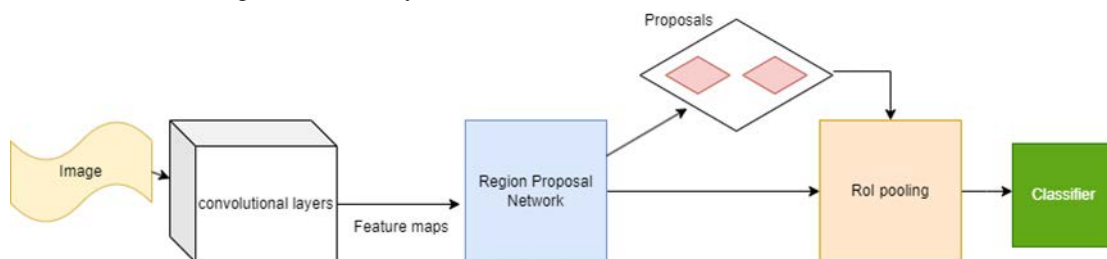 Proposals
Image
convolutional layers
Feature maps
Region Proposal
Network
RoI pooling
Classifier